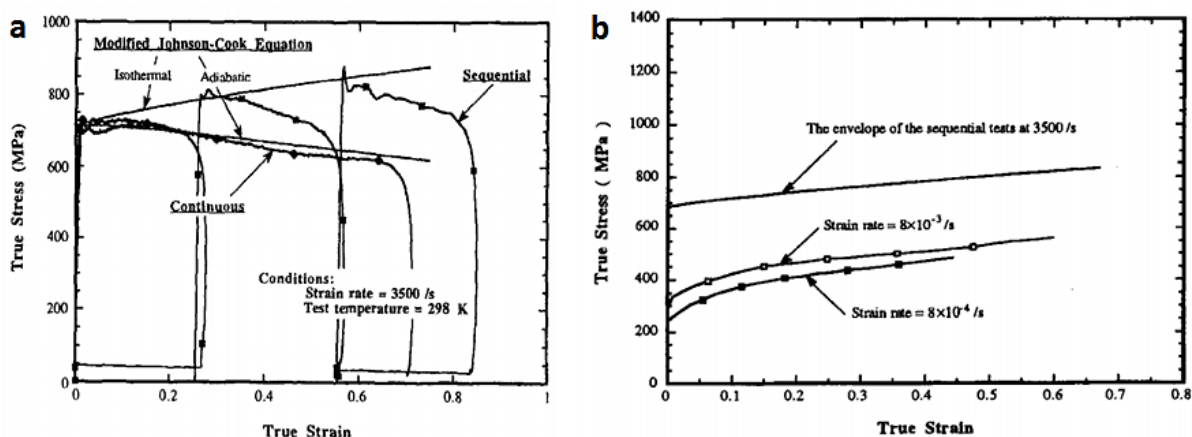 a
1000
800
600
400
200
0
0
0.2
0.4
0.6
0.8
1
True Stress (MPa)
True Strain
Modified Johnson-Cook Equation
Isothermal
Adiabatic
Sequential
Continuous
Conditions:
Strain rate = 3500 /s
Test temperature = 298 K
b
1400
1200
1000
800
600
400
200
0
0
0.1
0.2
0.3
0.4
0.5
0.6
0.7
0.8
True Stress ( MPa)
True Strain
The envelope of the sequential tests at 3500 /s
Strain rate = 8×10⁻³ /s
Strain rate = 8×10⁻⁴ /s